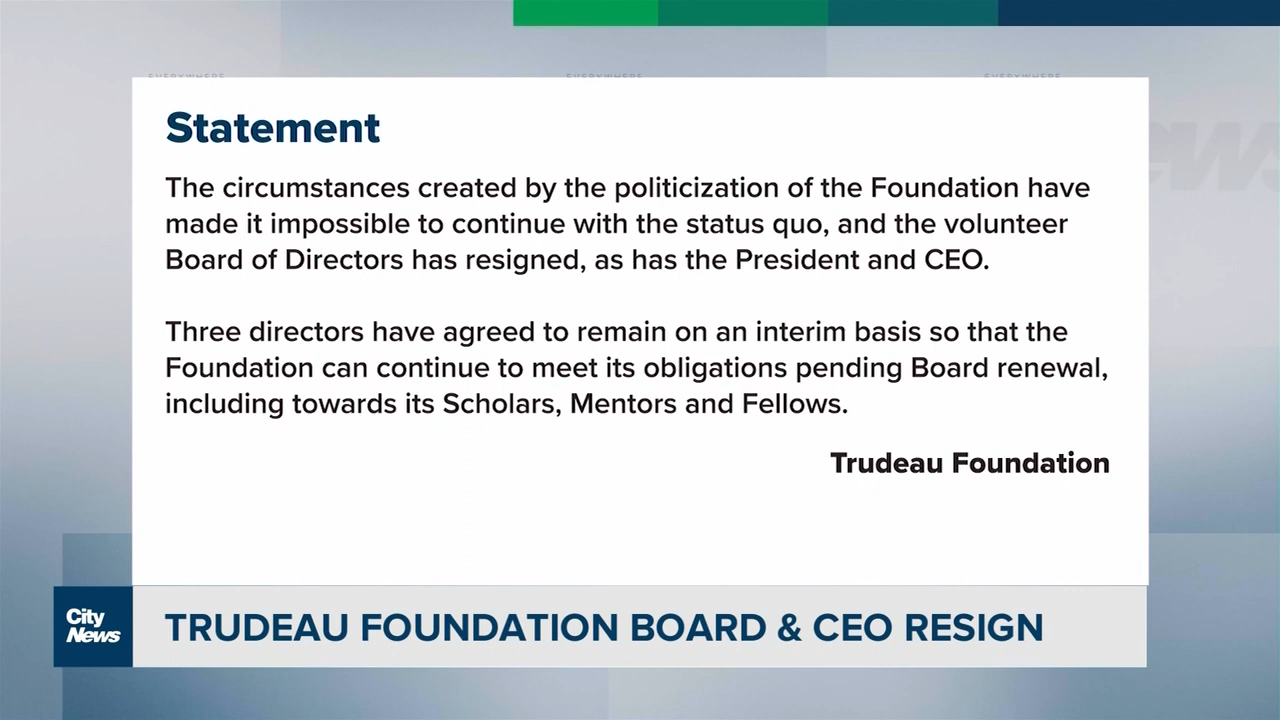 EVERYWHERE EVERYWHERE EVERYWHERE
Statement
The circumstances created by the politicization of the Foundation have
made it impossible to continue with the status quo, and the volunteer
Board of Directors has resigned, as has the President and CEO.
Three directors have agreed to remain on an interim basis so that the
Foundation can continue to meet its obligations pending Board renewal,
including towards its Scholars, Mentors and Fellows.
Trudeau Foundation
City
News
TRUDEAU FOUNDATION BOARD & CEO RESIGN